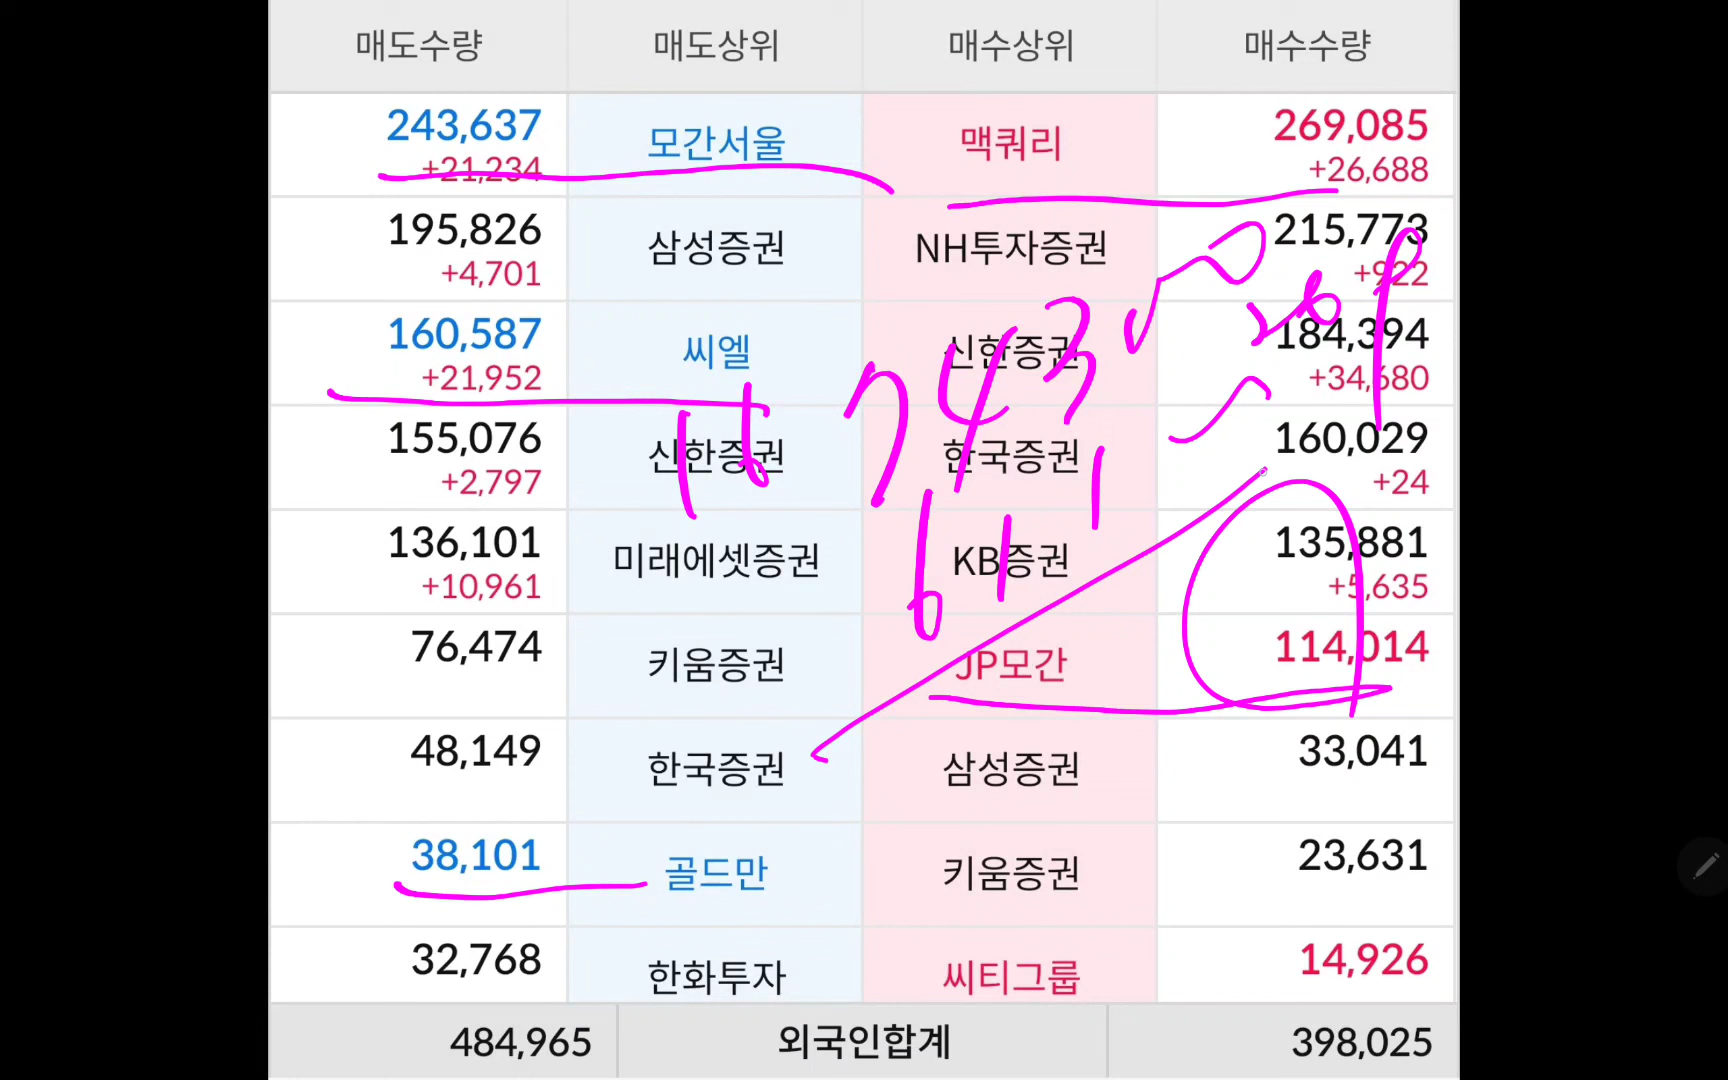 매도수량 매도상위 매수상위 매수수량
243,637 모간서울 맥쿼리 269,085
+21,234 +26,688
195,826 삼성증권 NH투자증권 215,773
+4,701 +922
160,587 씨엘 신한증권 184,394
+21,952 +34,680
155,076 신한증권 한국증권 160,029
+2,797 +24
136,101 미래에셋증권 KB증권 135,881
+10,961 +5,635
76,474 키움증권 JP모간 114,014
48,149 한국증권 삼성증권 33,041
38,101 골드만 키움증권 23,631
32,768 한화투자 씨티그룹 14,926
484,965 외국인합계 398,025